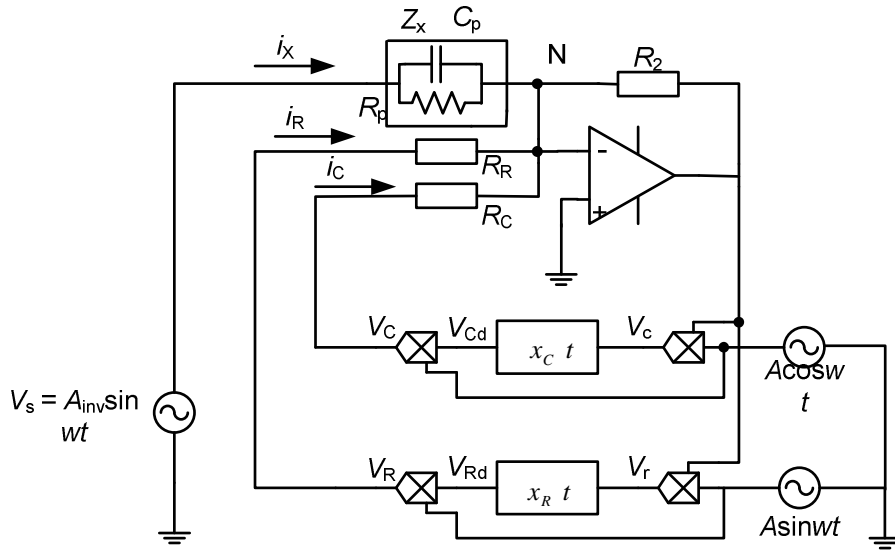 Zx Cp
iX
N
R2
Rp
iR
RR
iC
RC
-
+
VC
VCd
xC t
Vc
Acosw
t
Vs = Ainvsin
wt
VR
VRd
xR t
Vr
Asinwt